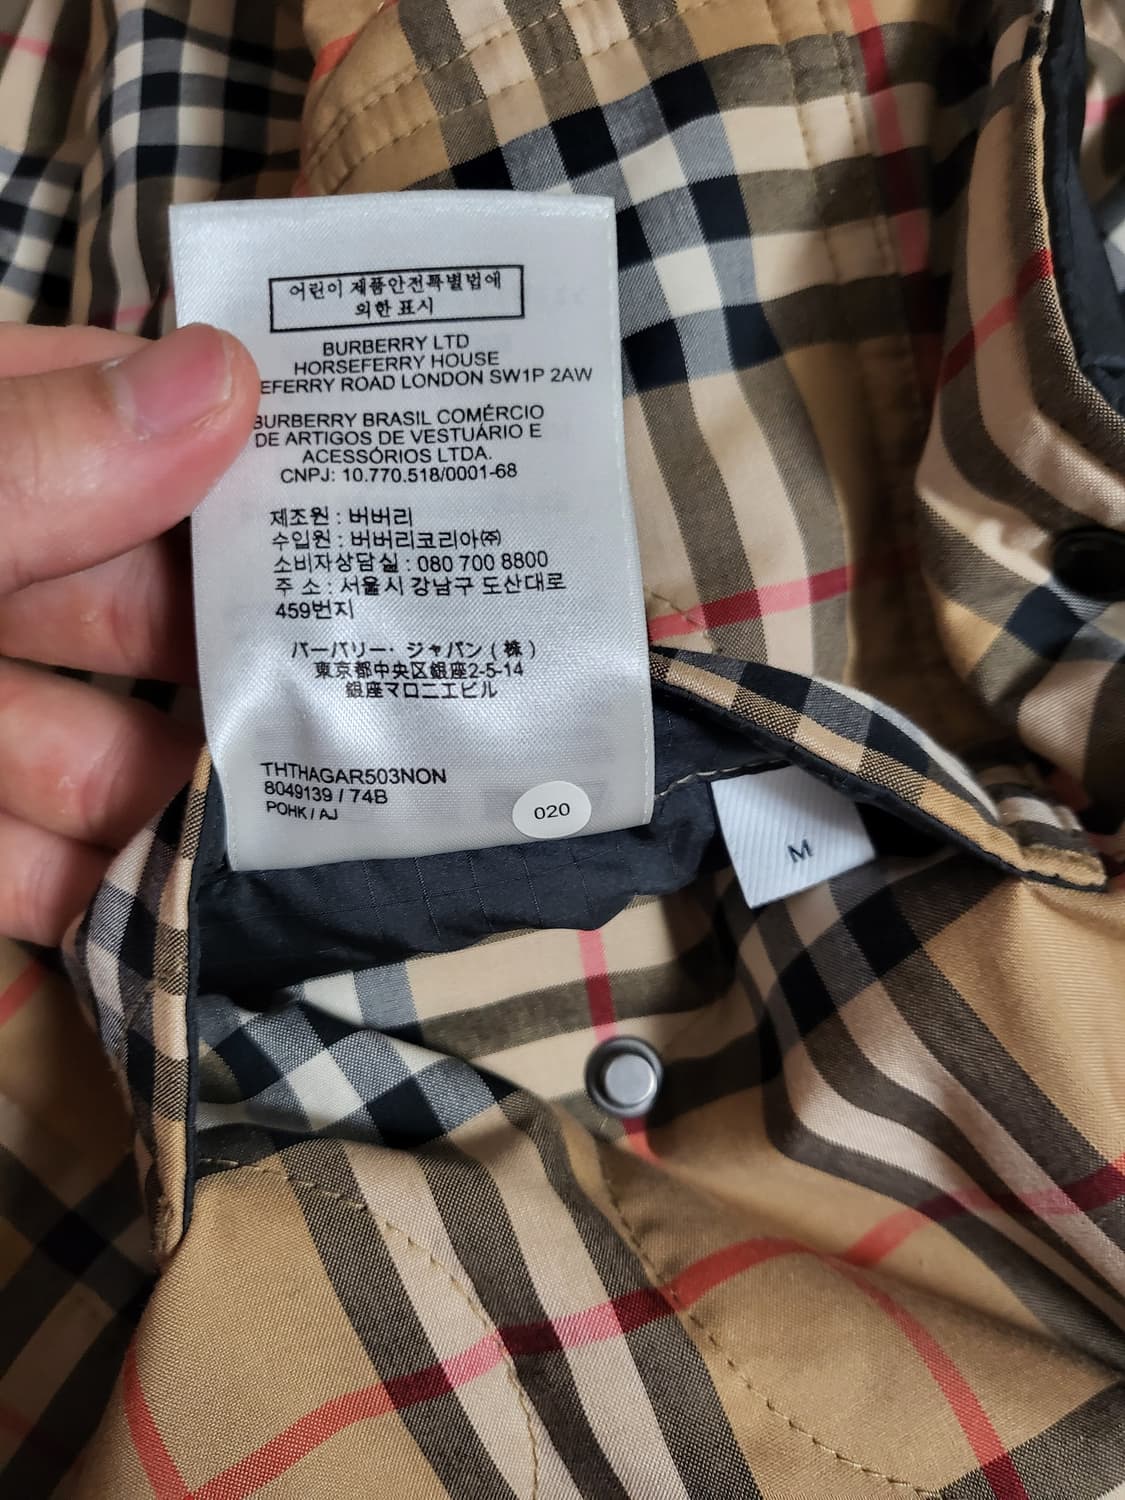 어린이 제품안전특별법에
의한 표시
BURBERRY LTD
HORSEFERRY HOUSE
EFERRY ROAD LONDON SW1P 2AW
BURBERRY BRASIL COMÉRCIO
DE ARTIGOS DE VESTUÁRIO E
ACESSÓRIOS LTDA.
CNPJ: 10.770.518/0001-68
제조원 : 버버리
수입원 : 버버리코리아㈜
소비자상담실 : 080 700 8800
주 소 : 서울시 강남구 도산대로
459번지
バーバリー・ ジャパン ( 株 )
東京都中央区銀座2-5-14
銀座マロニエビル
THTHAGAR503NON
8049139 / 74B
POHK / AJ
020
M